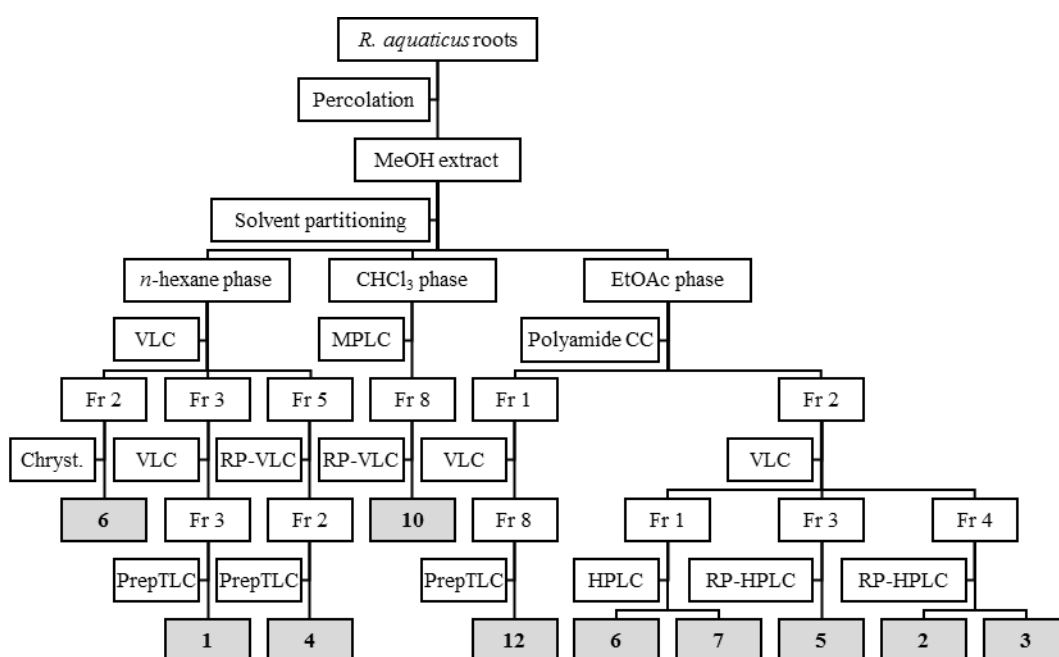 R. aquaticus roots
Percolation
MeOH extract
Solvent partitioning
n-hexane phase
CHCl₃ phase
EtOAc phase
VLC
MPLC
Polyamide CC
Fr 2
Fr 3
Fr 5
Fr 8
Fr 1
Fr 2
Chryst.
VLC
RP-VLC
RP-VLC
VLC
VLC
6
Fr 3
Fr 2
10
Fr 8
Fr 1
Fr 3
Fr 4
PrepTLC
PrepTLC
PrepTLC
HPLC
RP-HPLC
RP-HPLC
1
4
12
6
7
5
2
3